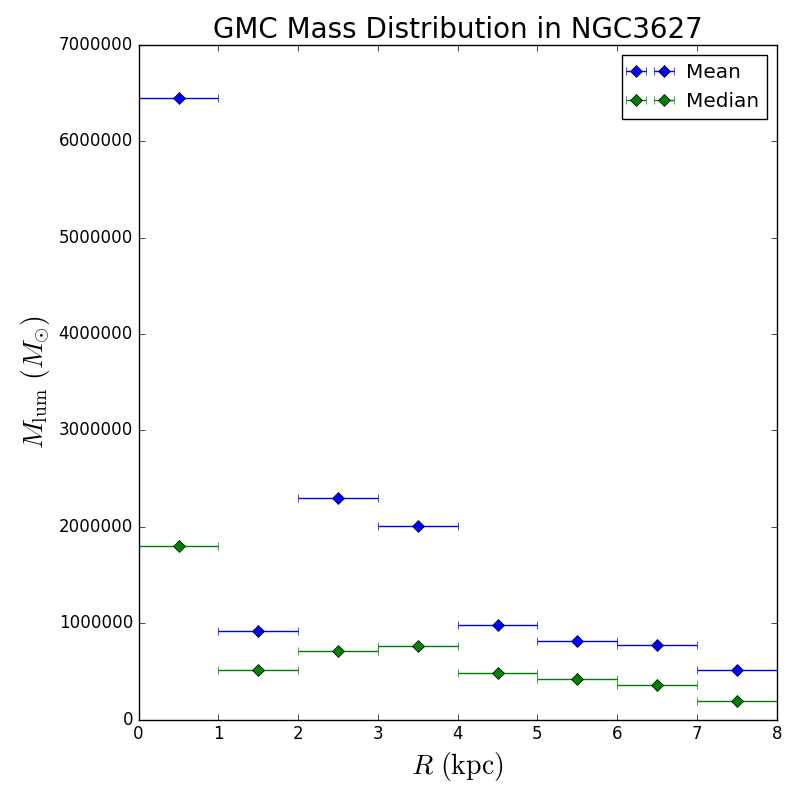 GMC Mass Distribution in NGC3627
7000000
6000000
5000000
4000000
3000000
2000000
1000000
0
Mean
Median
M_lum (M_⊙)
0 1 2 3 4 5 6 7 8
R (kpc)